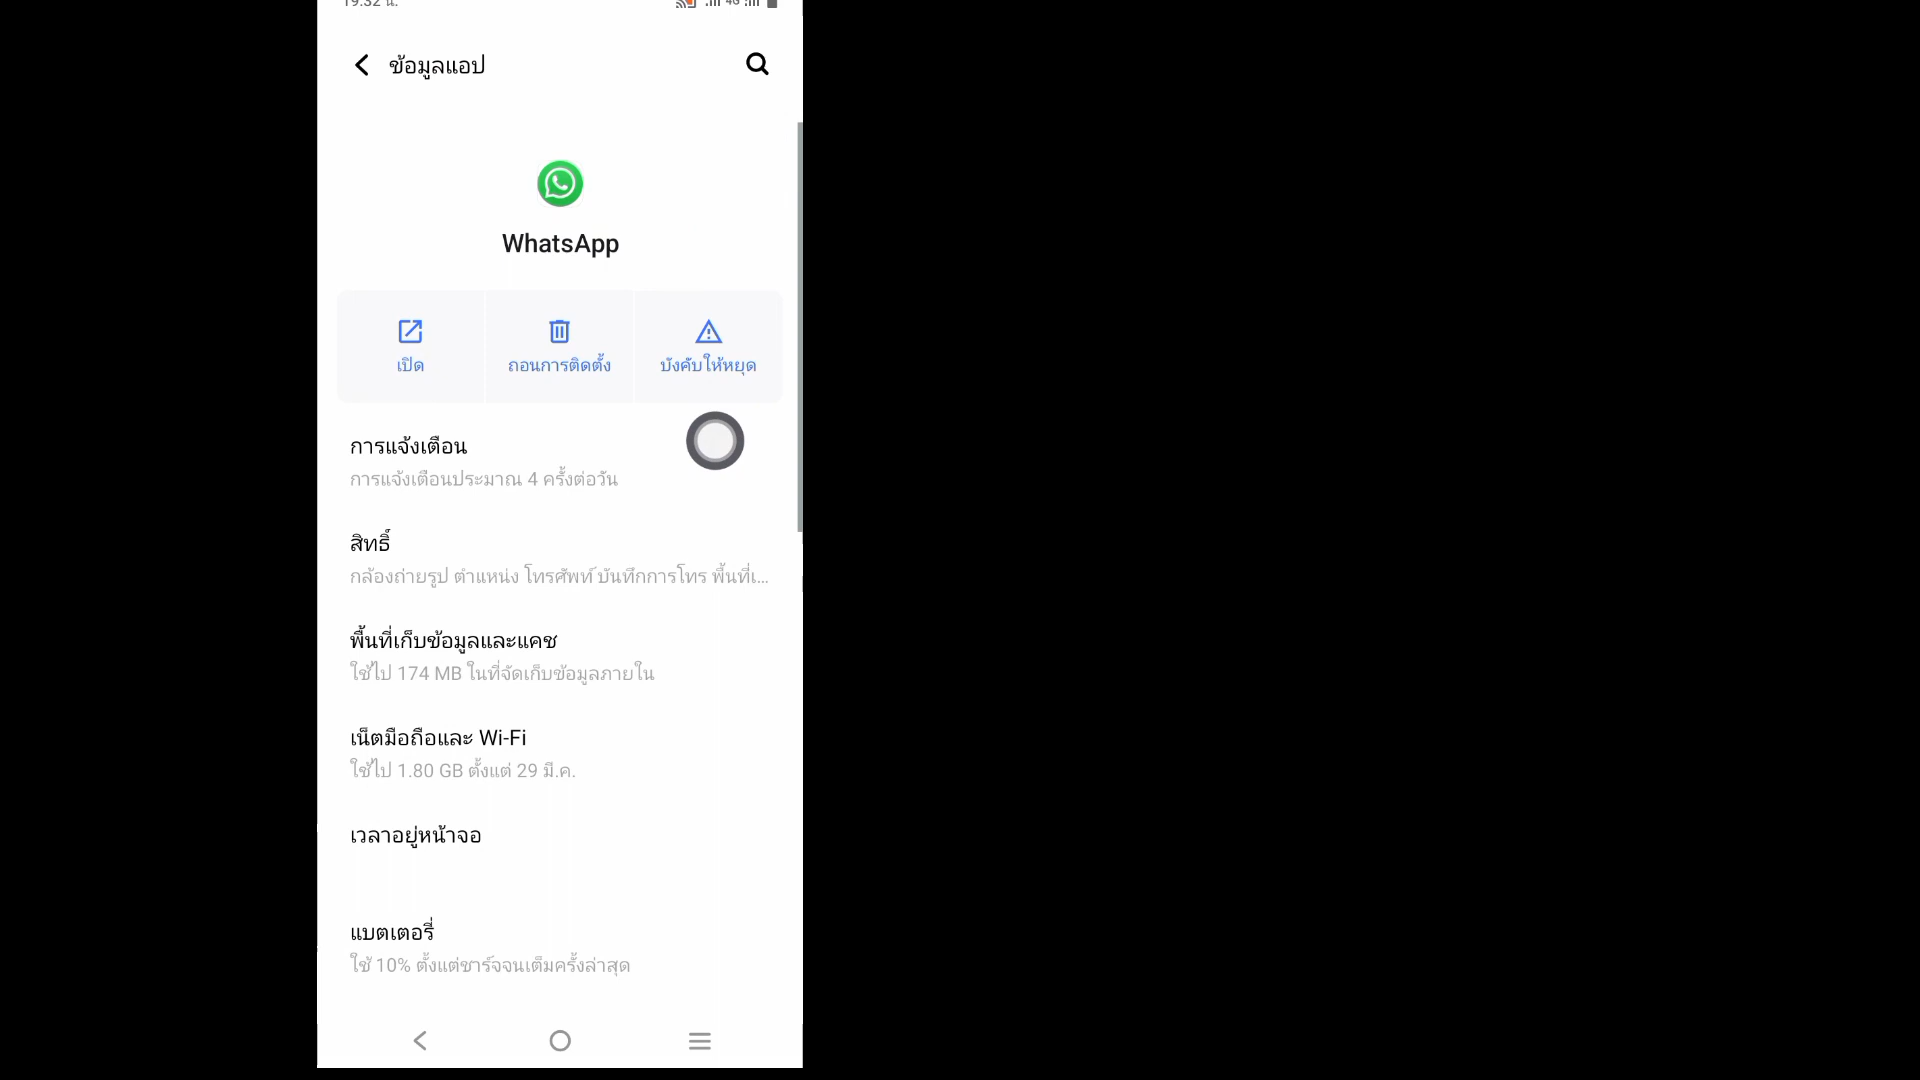 19:32 น.
4G
ข้อมูลแอป
WhatsApp
เปิด
ถอนการติดตั้ง
บังคับให้หยุด
การแจ้งเตือน
การแจ้งเตือนประมาณ 4 ครั้งต่อวัน
สิทธิ์
กล้องถ่ายรูป ตำแหน่ง โทรศัพท์ บันทึกการโทร พื้นที่เ...
พื้นที่เก็บข้อมูลและแคช
ใช้ไป 174 MB ในที่จัดเก็บข้อมูลภายใน
เน็ตมือถือและ Wi-Fi
ใช้ไป 1.80 GB ตั้งแต่ 29 มี.ค.
เวลาอยู่หน้าจอ
แบตเตอรี่
ใช้ 10% ตั้งแต่ชาร์จจนเต็มครั้งล่าสุด